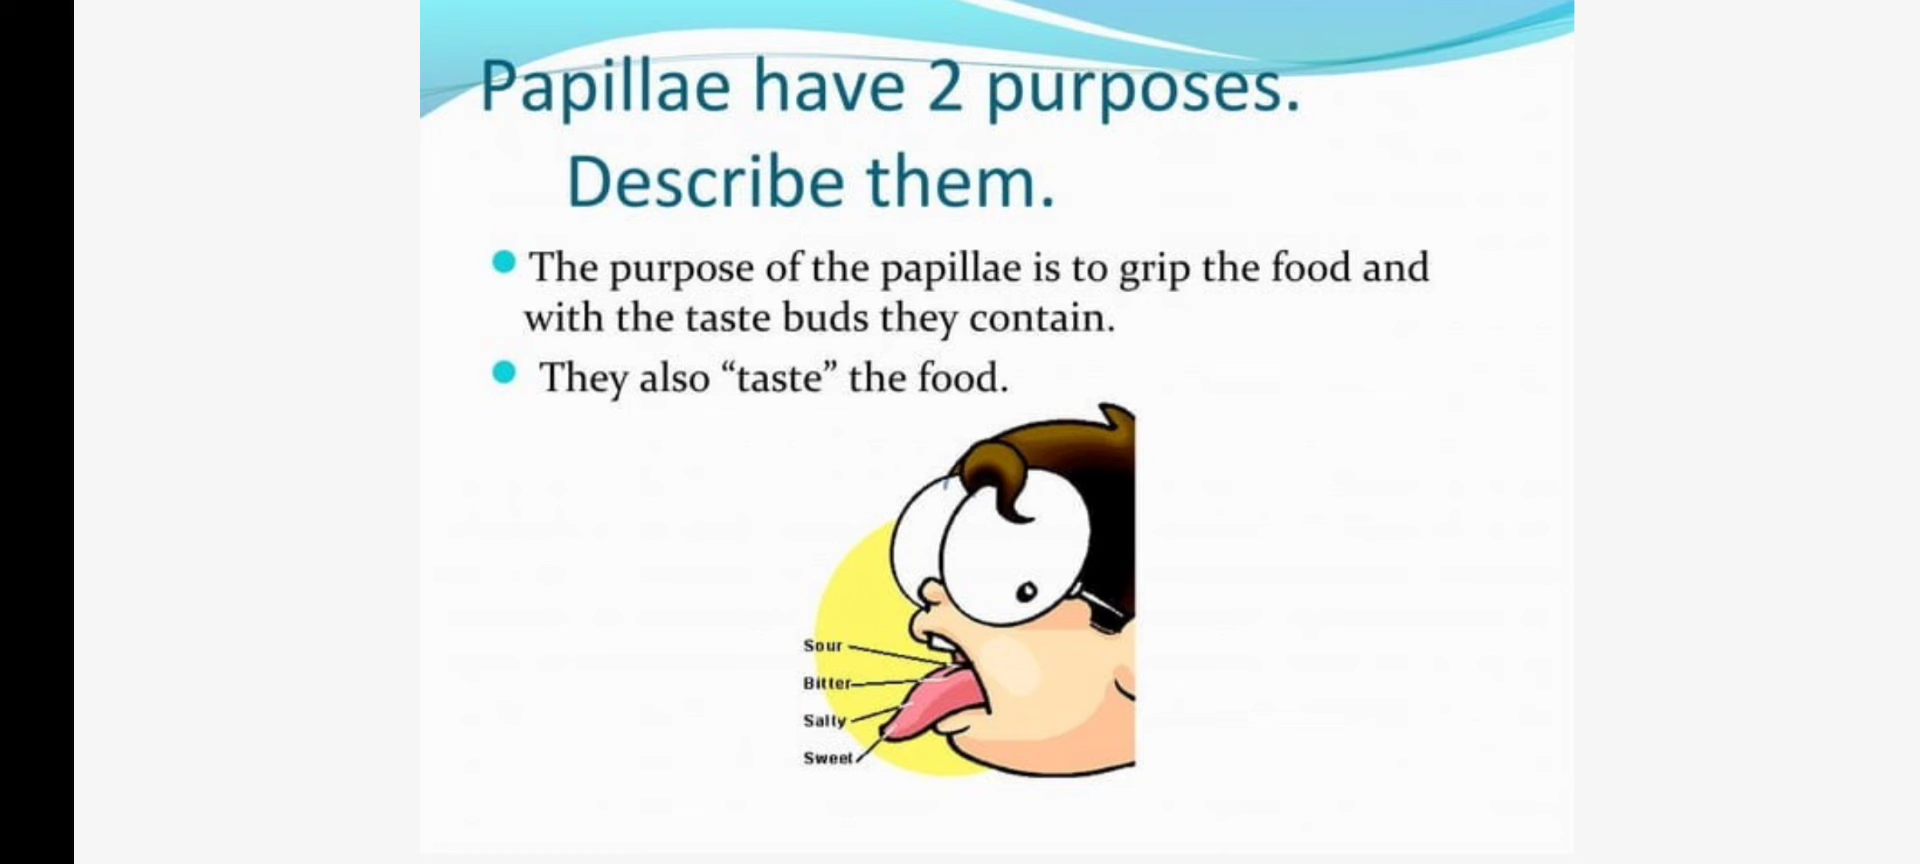 Papillae have 2 purposes.
Describe them.
The purpose of the papillae is to grip the food and
with the taste buds they contain.
They also “taste” the food.
Sour
Bitter
Salty
Sweet